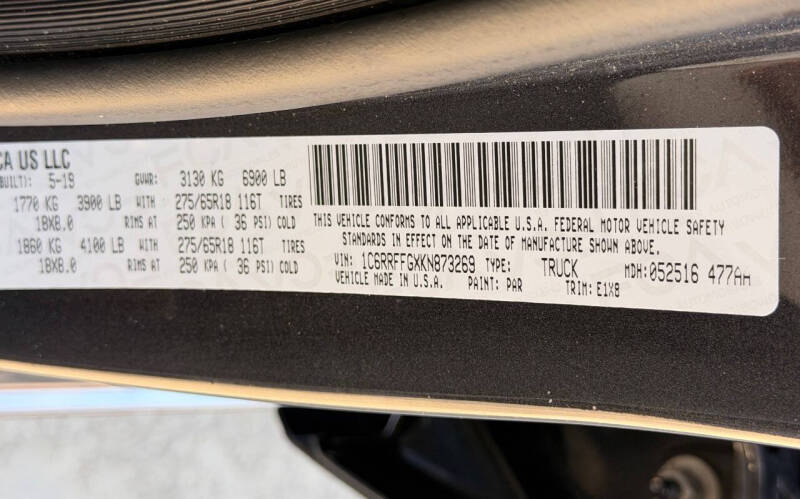 CA US LLC
BUILT): 5-19 GVWR: 3130 KG 6900 LB
1770 KG 3900 LB WITH 275/65R18 116T TIRES
18X8.0 RIMS AT 250 KPA ( 36 PSI) COLD
1860 KG 4100 LB WITH 275/65R18 116T TIRES
18X8.0 RIMS AT 250 KPA ( 36 PSI) COLD
THIS VEHICLE CONFORMS TO ALL APPLICABLE U.S.A. FEDERAL MOTOR VEHICLE SAFETY
STANDARDS IN EFFECT ON THE DATE OF MANUFACTURE SHOWN ABOVE.
VIN: 1C6RRFFGXKN873269 TYPE: TRUCK MDH:052516 477AH
VEHICLE MADE IN U.S.A. PAINT: PAR TRIM: E1X8